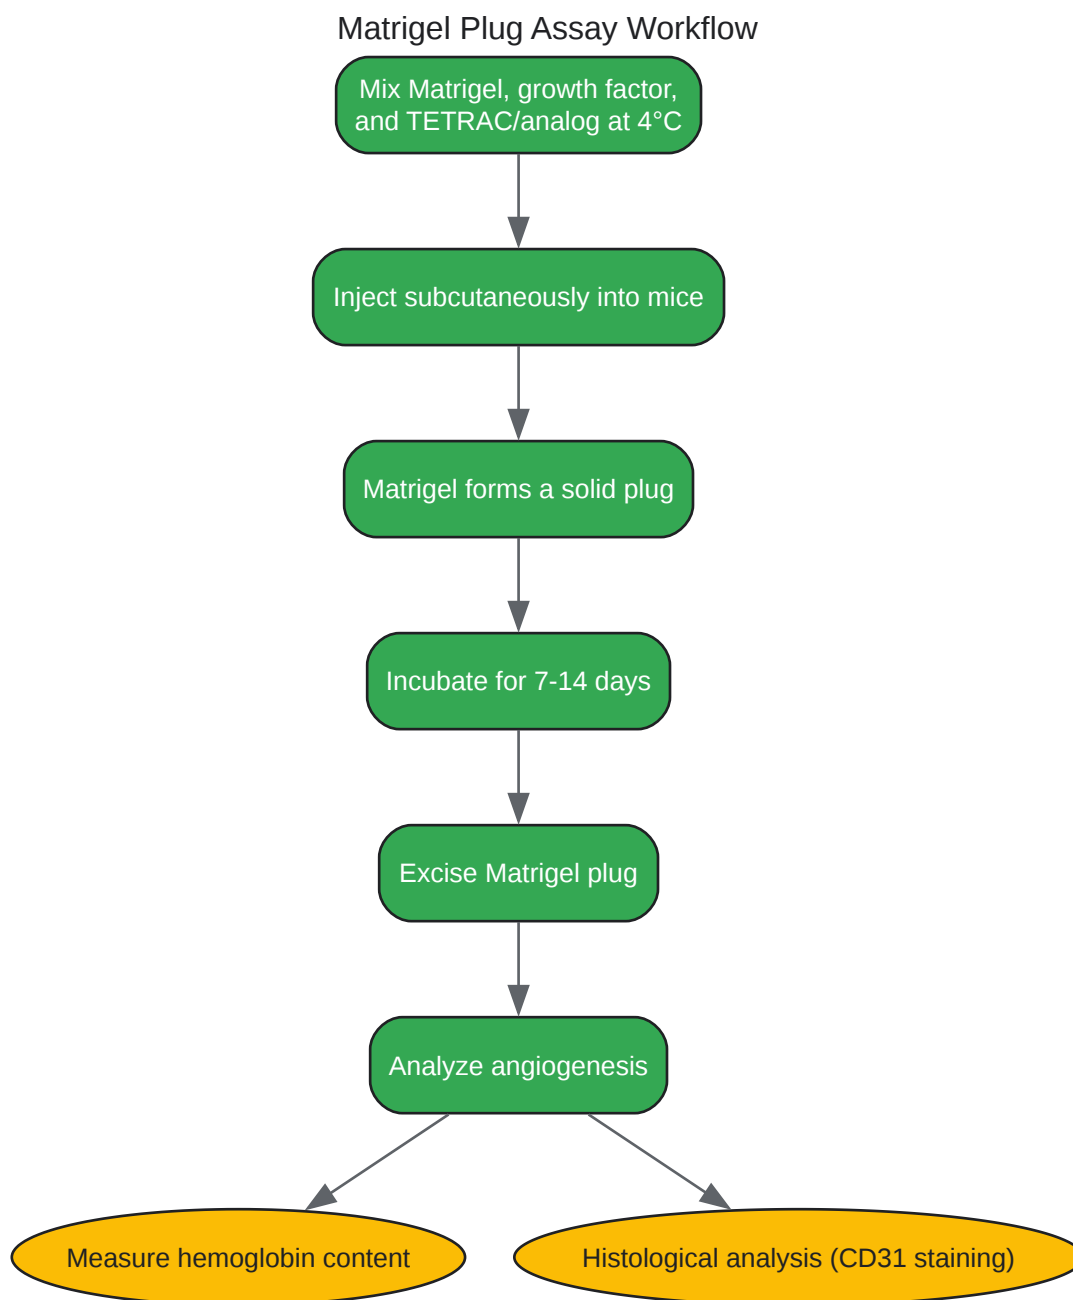 Matrigel Plug Assay Workflow
Mix Matrigel, growth factor,
and TETRAC/analog at 4°C
Inject subcutaneously into mice
Matrigel forms a solid plug
Incubate for 7-14 days
Excise Matrigel plug
Analyze angiogenesis
Measure hemoglobin content
Histological analysis (CD31 staining)